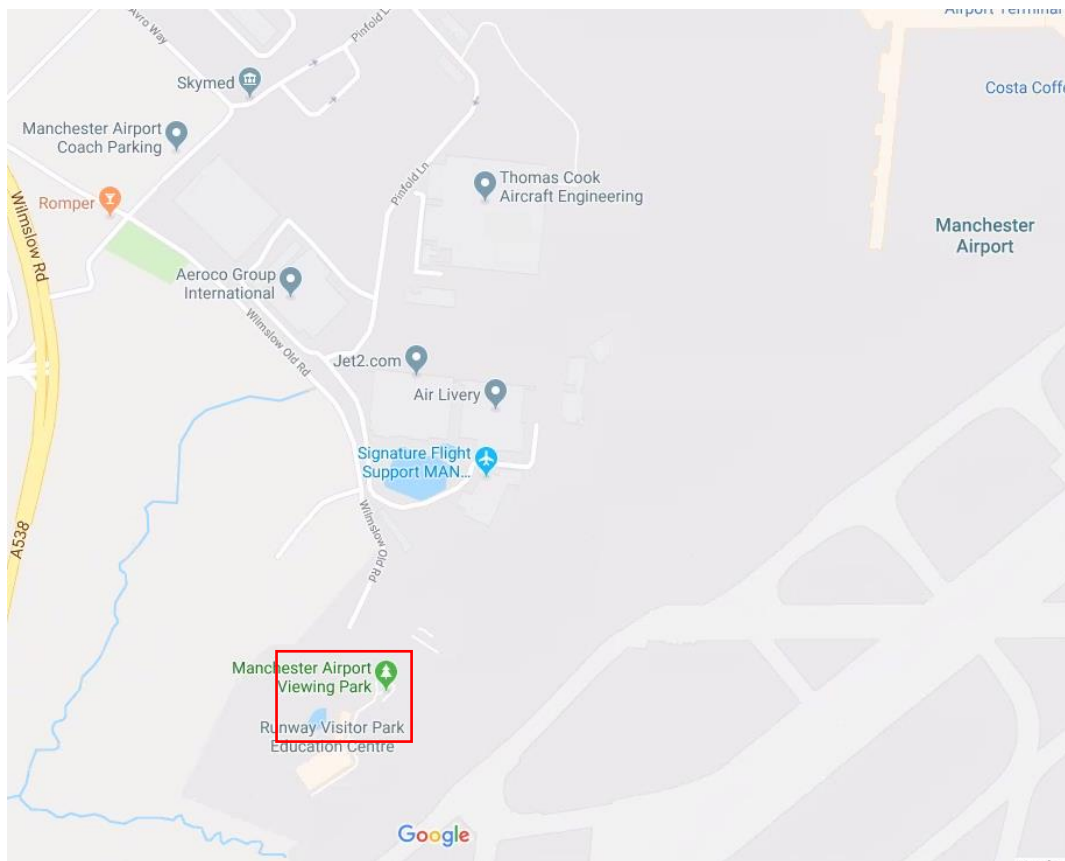 Airport Terminal
Avro Way
Pinfold L
Skymed
Costa Coffe
Manchester Airport
Coach Parking
Thomas Cook
Aircraft Engineering
Pinfold Ln
Romper
Wilmslow Rd
Manchester
Airport
Aeroco Group
International
Wilmslow Old Rd
Jet2.com
Air Livery
Signature Flight
Support MAN...
A538
Wilmslow Old Rd
Manchester Airport
Viewing Park
Runway Visitor Park
Education Centre
Google